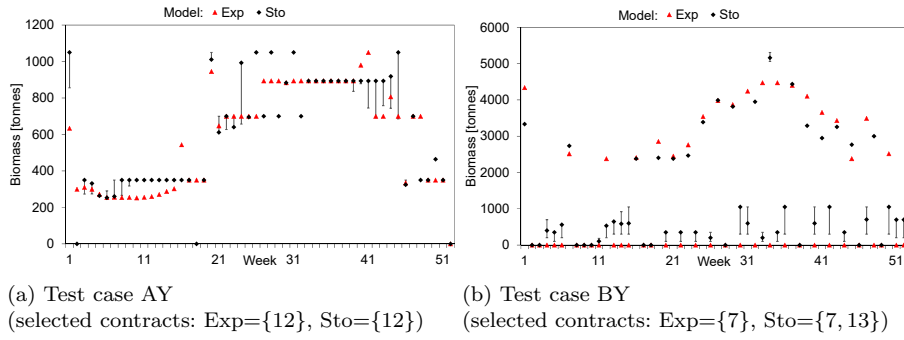 Model: Exp Sto
1200
1000
800
600
400
200
0
Biomass [tonnes]
1 11 21 31 41 51
Week
(a) Test case AY
(selected contracts: Exp={12}, Sto={12})
Model: Exp Sto
6000
5000
4000
3000
2000
1000
0
Biomass [tonnes]
1 11 21 31 41 51
Week
(b) Test case BY
(selected contracts: Exp={7}, Sto={7, 13})